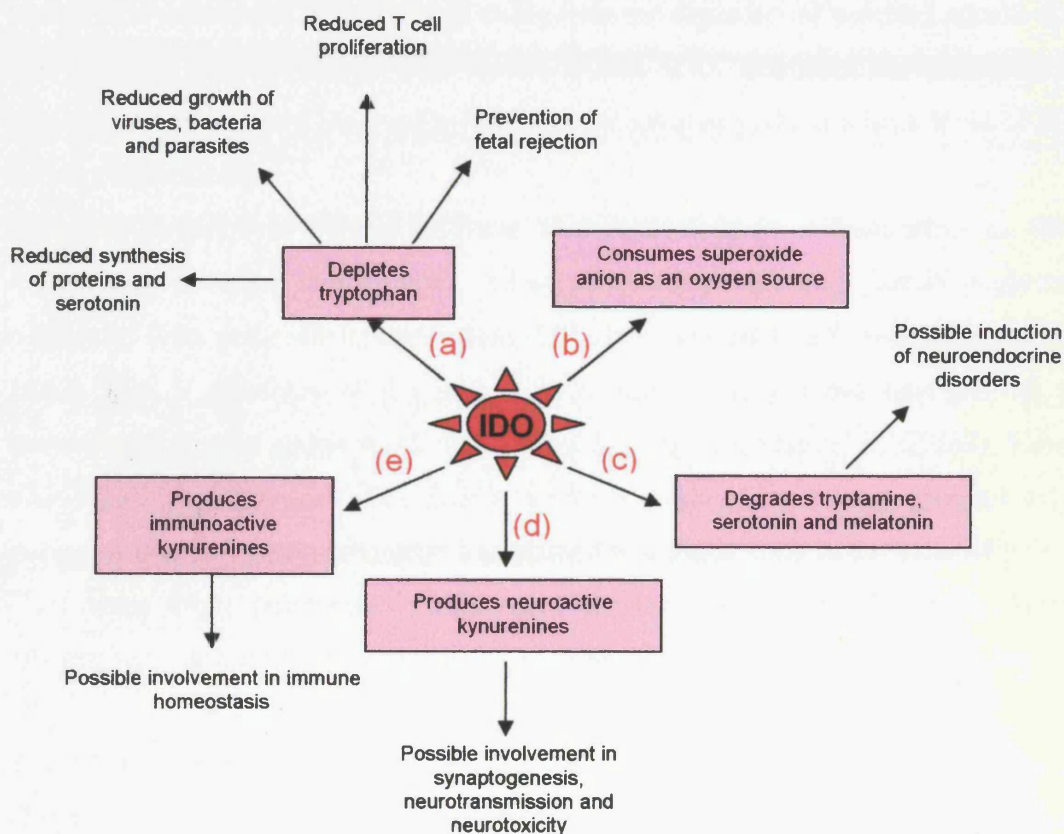 Reduced T cell
proliferation
Reduced growth of
viruses, bacteria
and parasites
Prevention of
fetal rejection
Reduced synthesis
of proteins and
serotonin
Depletes
tryptophan
Consumes superoxide
anion as an oxygen source
(a)
(b)
Possible induction
of neuroendocrine
disorders
IDO
(e)
(c)
Produces
immunoactive
kynurenines
(d)
Degrades tryptamine,
serotonin and melatonin
Produces neuroactive
kynurenines
Possible involvement in immune
homeostasis
Possible involvement in
synaptogenesis,
neurotransmission and
neurotoxicity